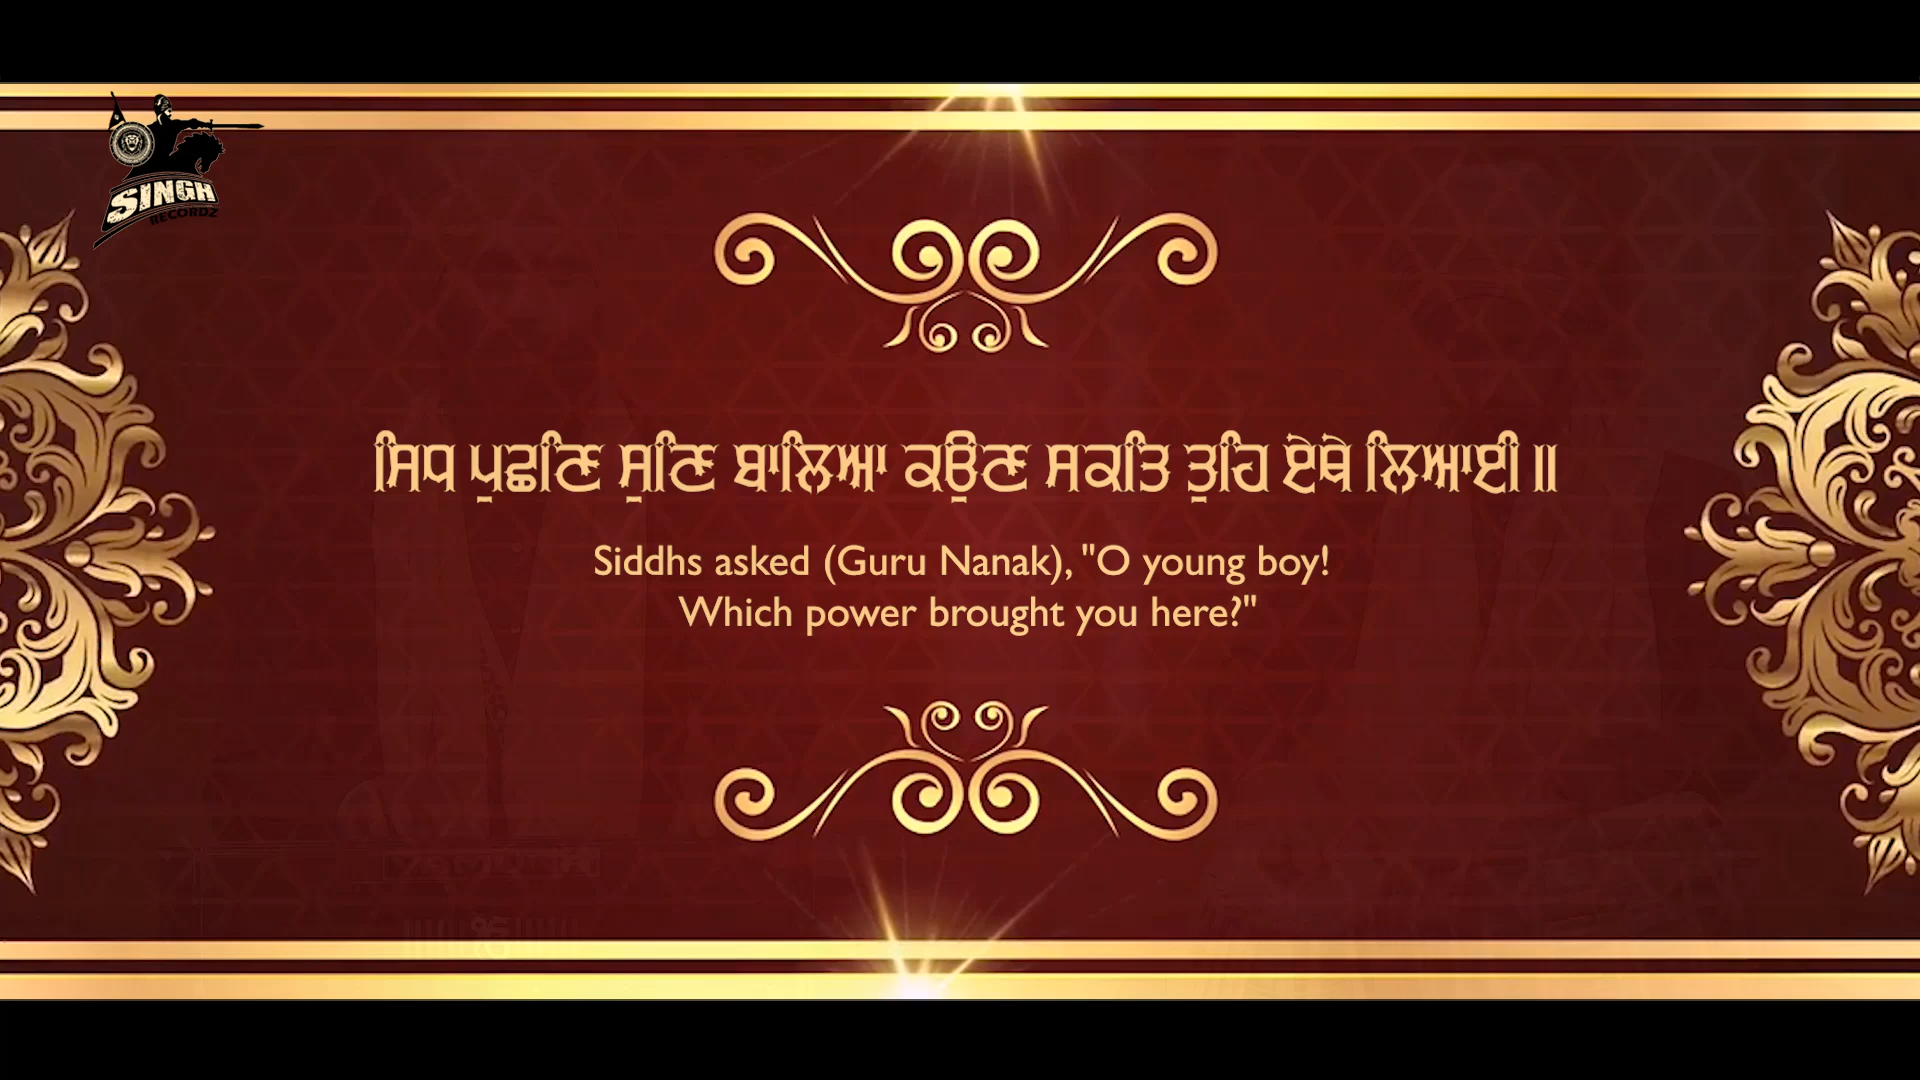 SINGH
RECORDZ
ਸਿਧ ਪੁਛਣਿ ਸੁਣਿ ਬਾਲਿਆ ਕਉਣ ਸਕਤਿ ਤੁਹਿ ਏਥੇ ਲਿਆਈ ॥
Siddhs asked (Guru Nanak), "O young boy!
Which power brought you here?"